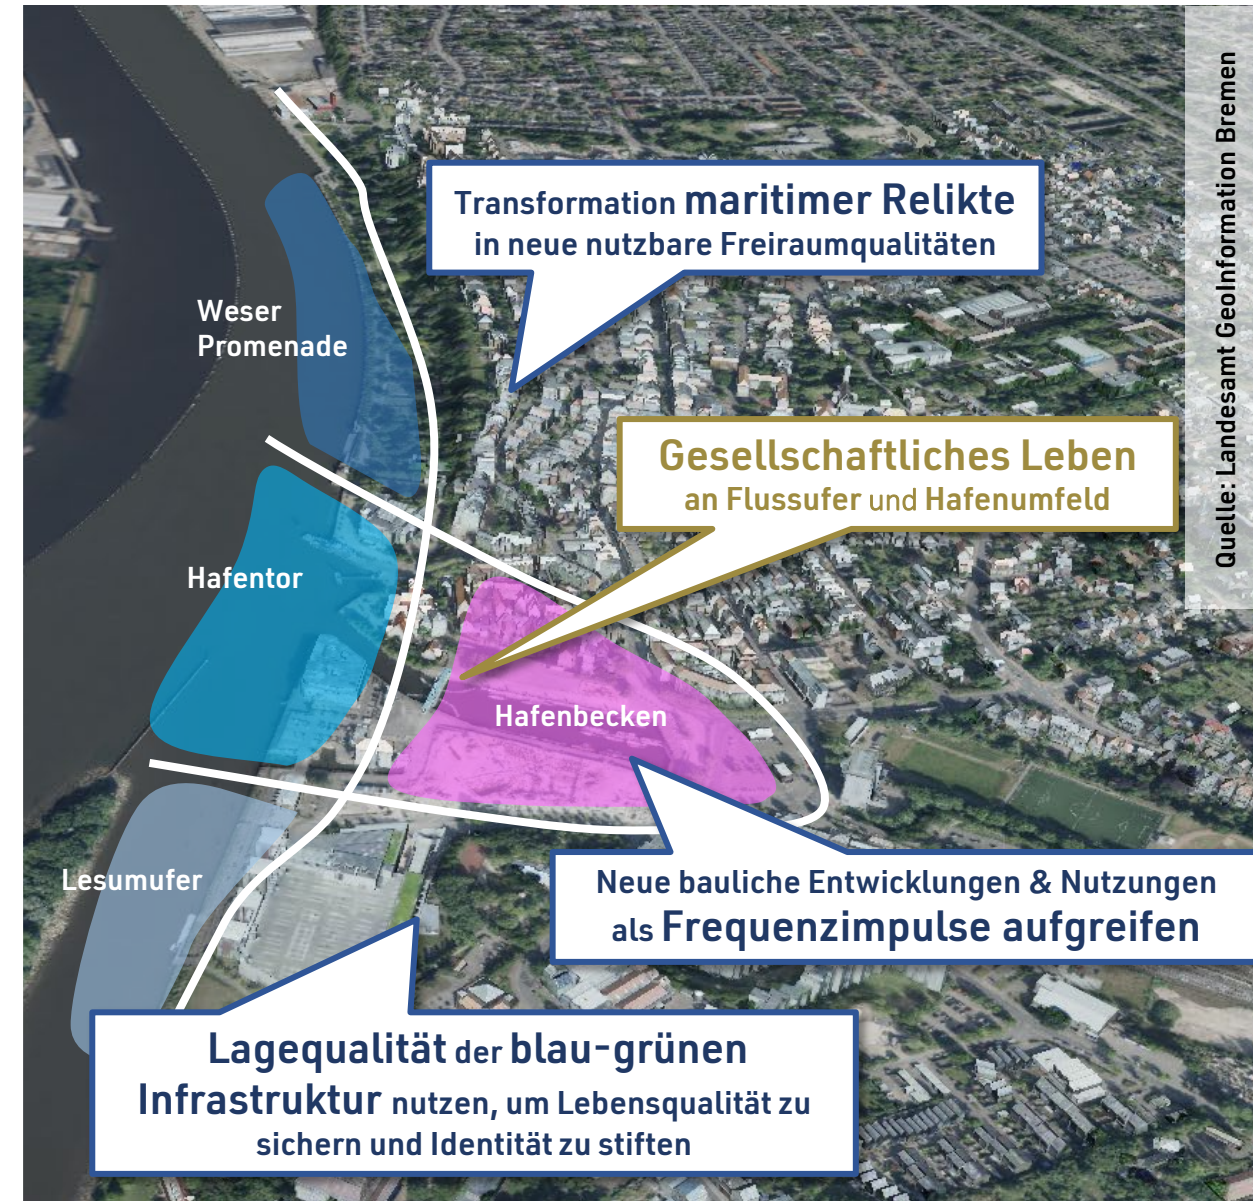 Quelle: Landesamt GeoInformation Bremen
Transformation maritimer Relikte
in neue nutzbare Freiraumqualitäten
Weser
Promenade
Gesellschaftliches Leben
an Flussufer und Hafenumfeld
Hafentor
Hafenbecken
Lesumufer
Neue bauliche Entwicklungen & Nutzungen
als Frequenzimpulse aufgreifen
Lagequalität der blau-grünen
Infrastruktur nutzen, um Lebensqualität zu
sichern und Identität zu stiften